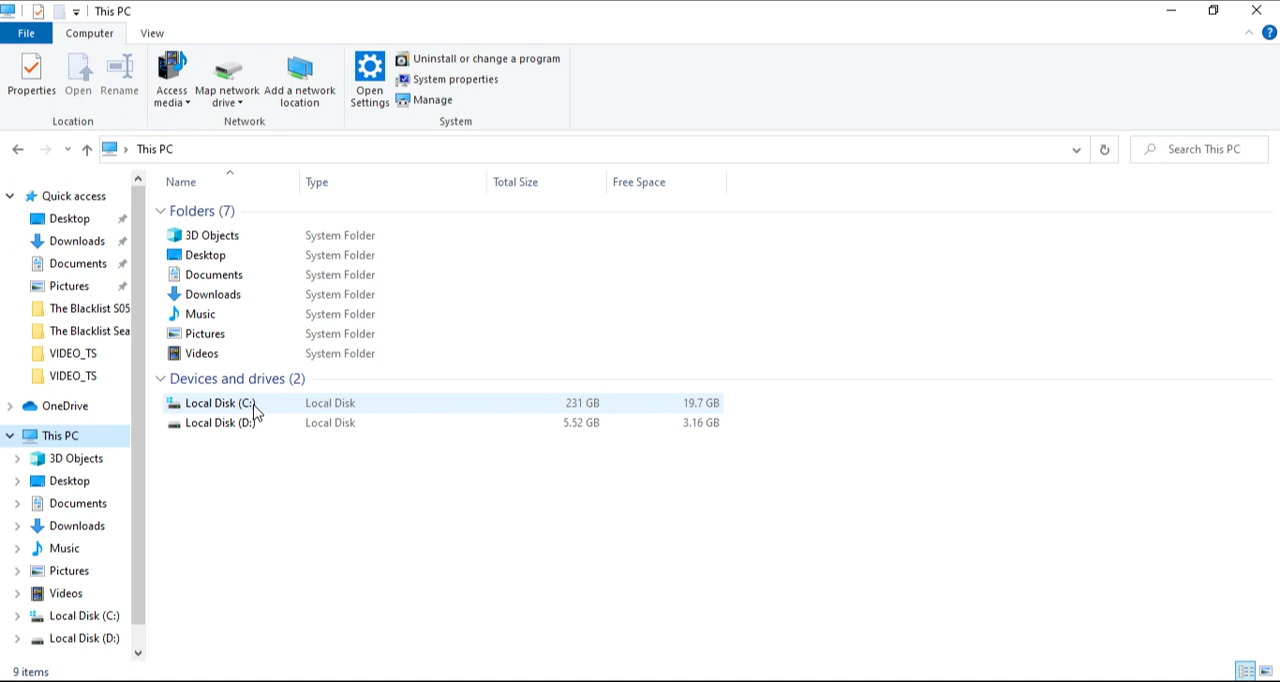 This PC
File Computer View
Properties Open Rename
Access media Map network drive Add a network location
Open Settings
Uninstall or change a program
System properties
Manage
Location Network System
This PC
Search This PC
Quick access
Desktop
Downloads
Documents
Pictures
The Blacklist S05
The Blacklist Sea
VIDEO_TS
VIDEO_TS
OneDrive
This PC
3D Objects
Desktop
Documents
Downloads
Music
Pictures
Videos
Local Disk (C:)
Local Disk (D:)
Name Type Total Size Free Space
Folders (7)
3D Objects System Folder
Desktop System Folder
Documents System Folder
Downloads System Folder
Music System Folder
Pictures System Folder
Videos System Folder
Devices and drives (2)
Local Disk (C:) Local Disk 231 GB 19.7 GB
Local Disk (D:) Local Disk 5.52 GB 3.16 GB
9 items